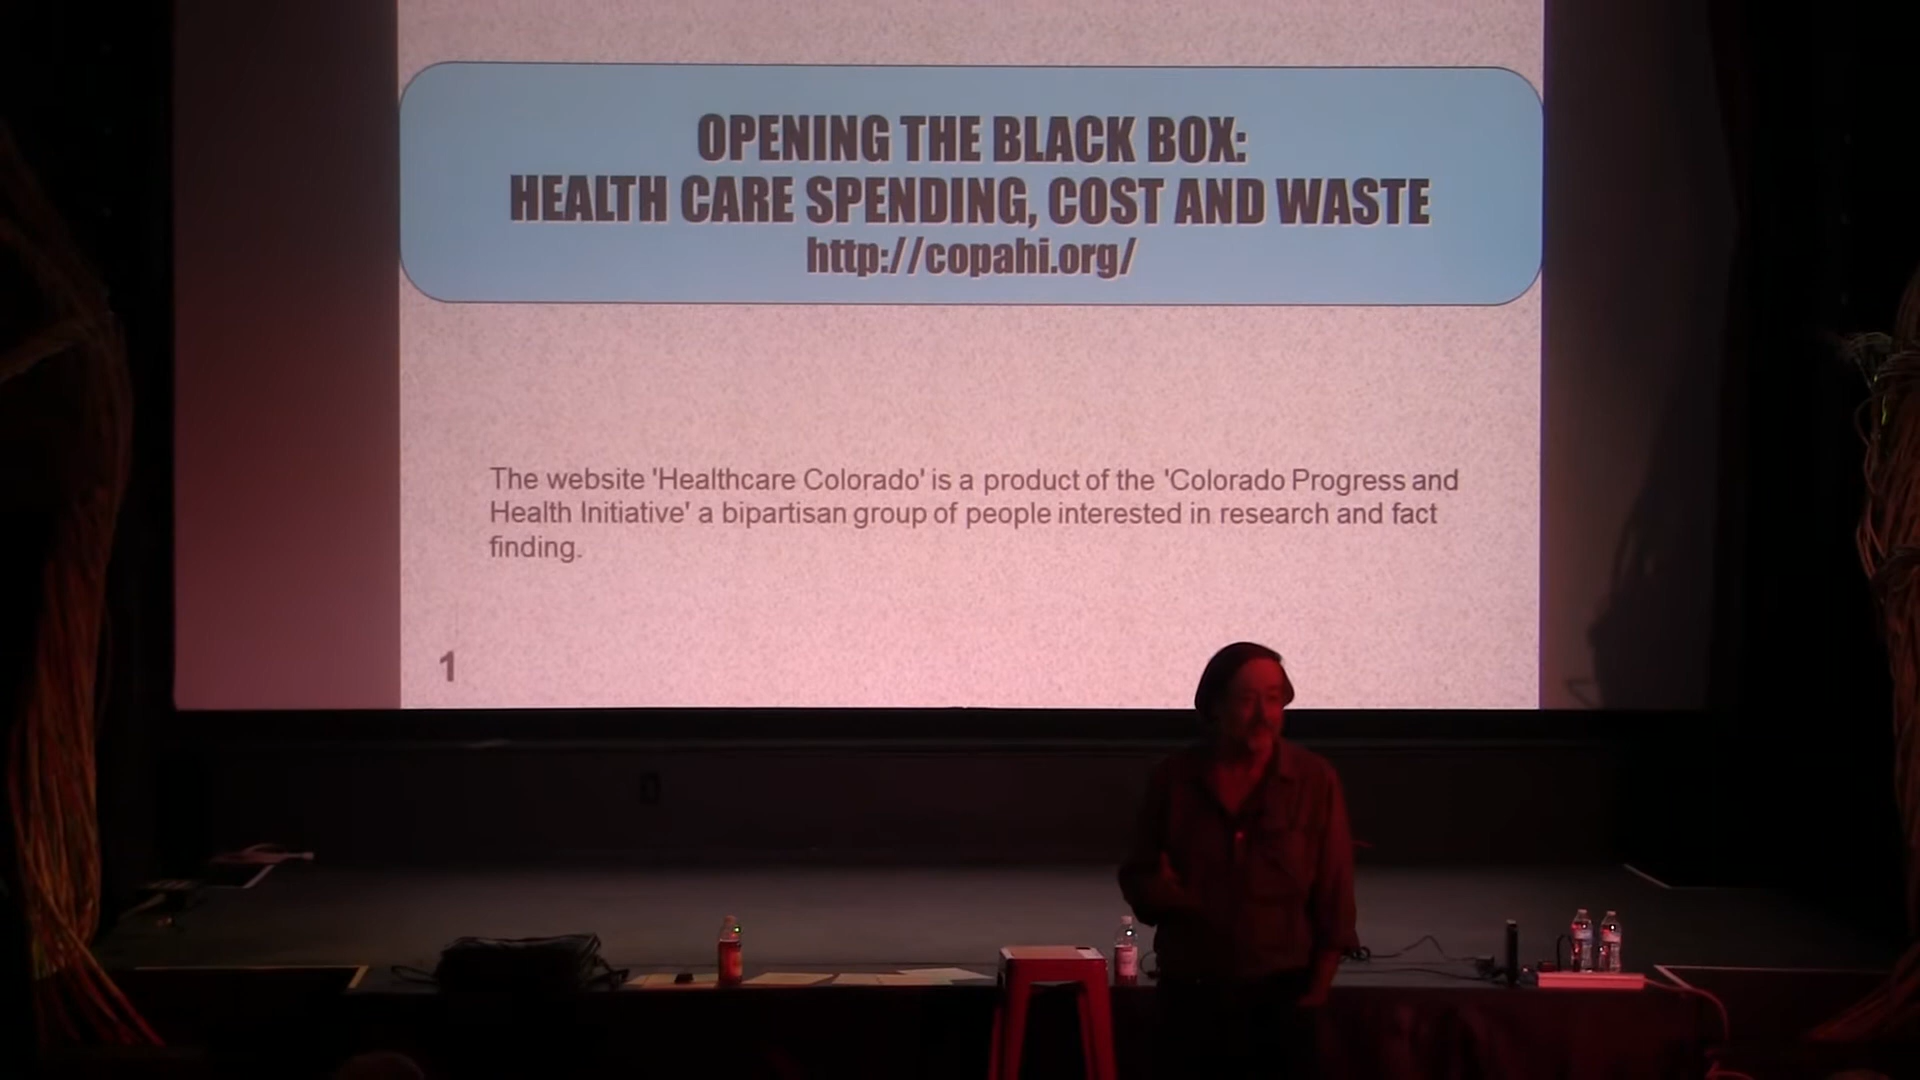 OPENING THE BLACK BOX:
HEALTH CARE SPENDING, COST AND WASTE
http://copahi.org/
The website 'Healthcare Colorado' is a product of the 'Colorado Progress and
Health Initiative' a bipartisan group of people interested in research and fact
finding.
1